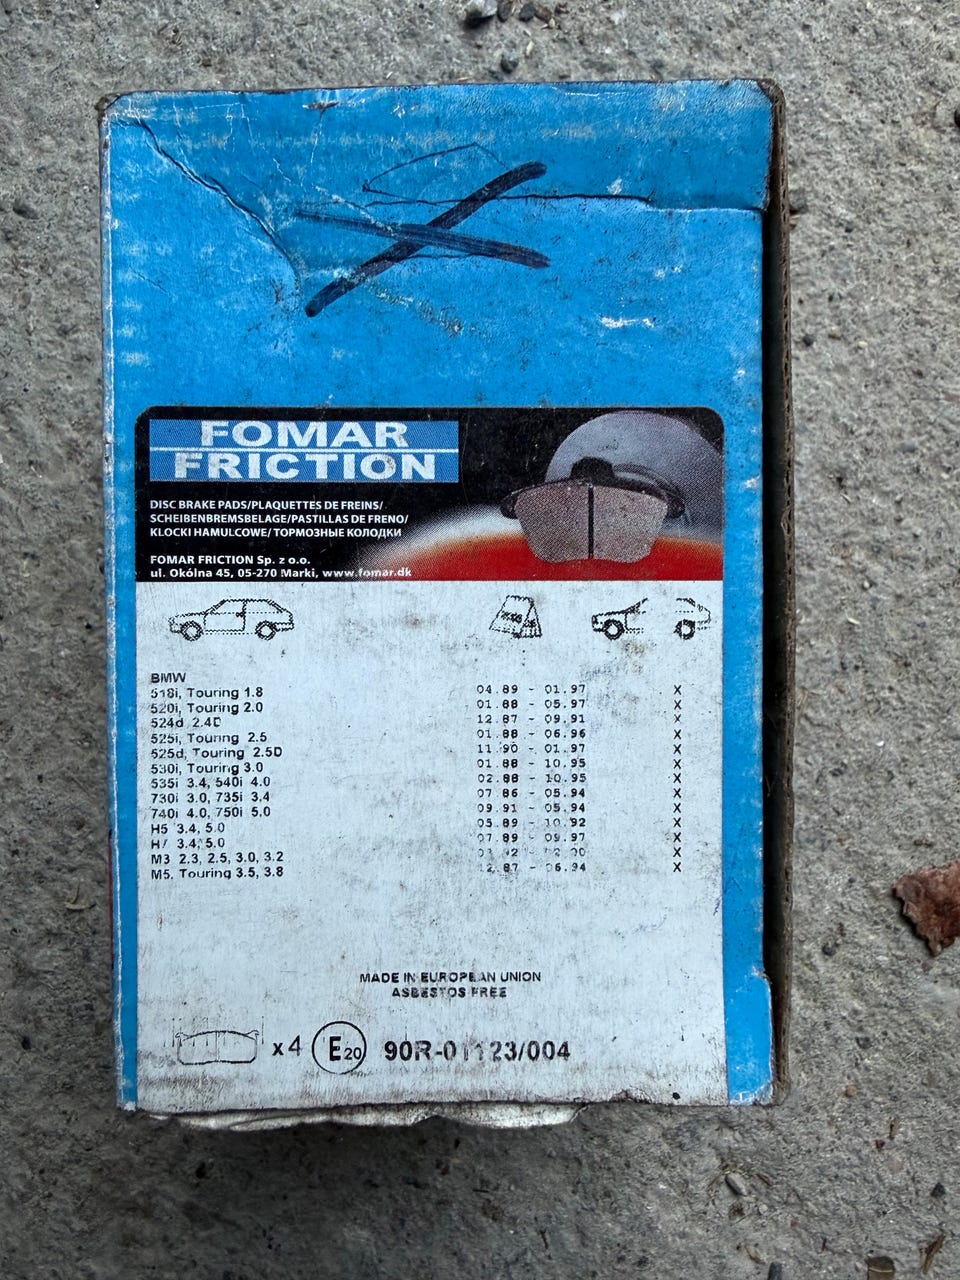 FOMAR
FRICTION
DISC BRAKE PADS/PLAQUETTES DE FREINS/
SCHEIBENBREMSBELAGE/PASTILLAS DE FRENO/
KLOCKI HAMULCOWE/ ТОРМОЗНЫЕ КОЛОДКИ
FOMAR FRICTION Sp. z o.o.
ul. Okólna 45, 05-270 Marki, www.fomar.dk
BMW
518i, Touring 1.8 04.89 - 01.97 X
520i, Touring 2.0 01.88 - 05.97 X
524d 2.4D 12.87 - 09.91 X
525i, Touring 2.5 01.88 - 06.96 X
525d, Touring 2.5D 11.90 - 01.97 X
530i, Touring 3.0 01.88 - 10.95 X
535i 3.4, 540i 4.0 02.88 - 10.95 X
730i 3.0, 735i 3.4 07.86 - 05.94 X
740i 4.0, 750i 5.0 09.91 - 05.94 X
H5 3.4, 5.0 05.89 - 10.92 X
H7 3.4, 5.0 07.89 - 09.97 X
M3 2.3, 2.5, 3.0, 3.2 X
M5, Touring 3.5, 3.8 12.87 - 06.94 X
MADE IN EUROPEAN UNION
ASBESTOS FREE
x4 E20 90R-01123/004